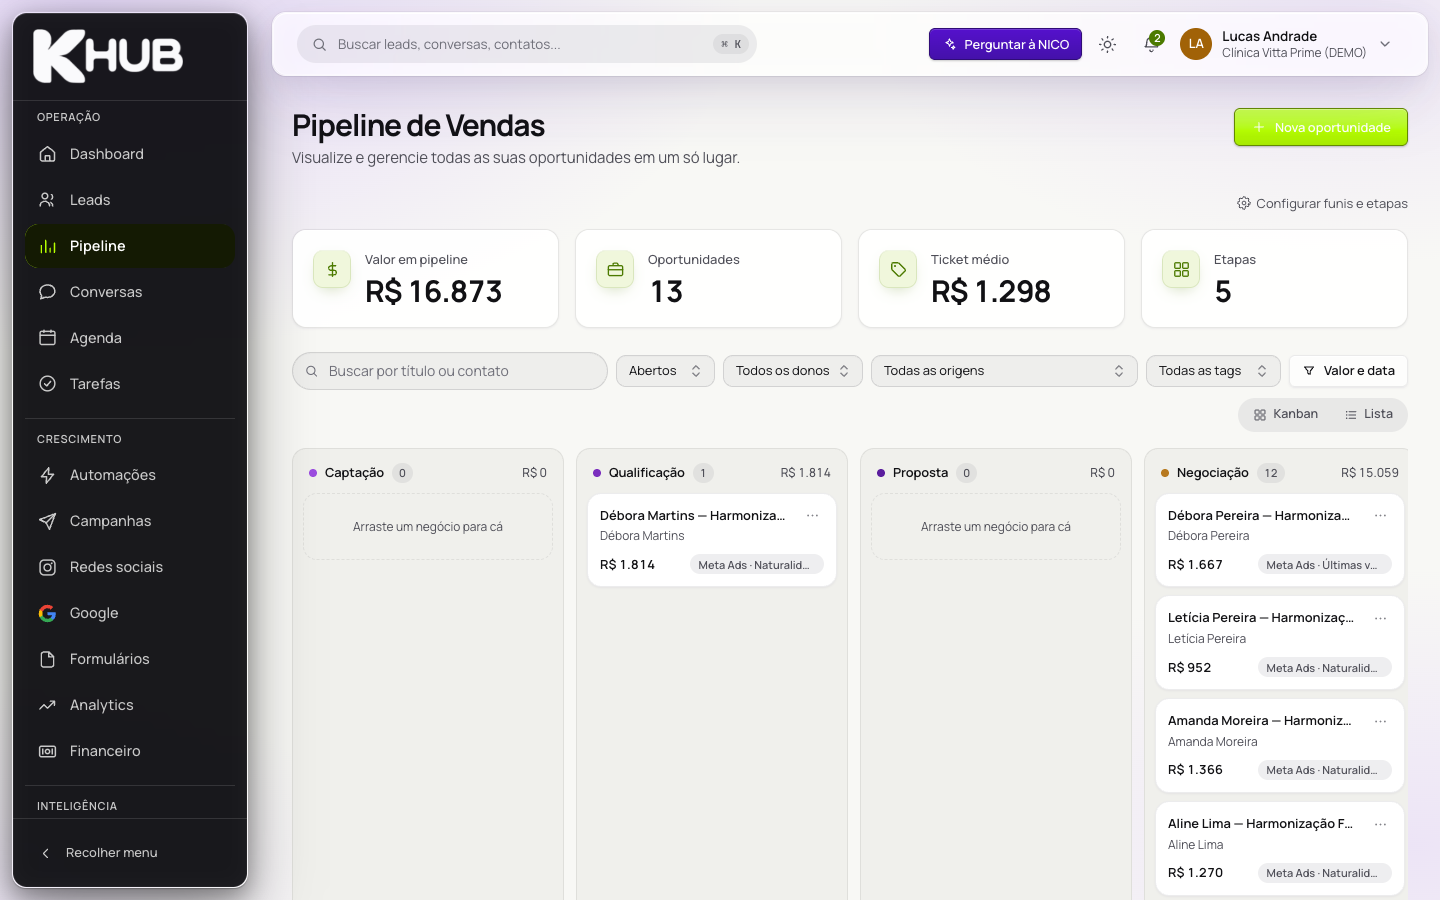 KHUB
OPERAÇÃO
Dashboard
Leads
Pipeline
Conversas
Agenda
Tarefas
CRESCIMENTO
Automações
Campanhas
Redes sociais
Google
Formulários
Analytics
Financeiro
INTELIGÊNCIA
Recolher menu
Buscar leads, conversas, contatos...
⌘ K
Perguntar à NICO
2
LA
Lucas Andrade
Clínica Vitta Prime (DEMO)
Pipeline de Vendas
Visualize e gerencie todas as suas oportunidades em um só lugar.
Nova oportunidade
Configurar funis e etapas
Valor em pipeline
R$ 16.873
Oportunidades
13
Ticket médio
R$ 1.298
Etapas
5
Buscar por título ou contato
Abertos
Todos os donos
Todas as origens
Todas as tags
Valor e data
Kanban
Lista
Captação 0 R$ 0
Arraste um negócio para cá
Qualificação 1 R$ 1.814
Débora Martins — Harmoniza...
Débora Martins
R$ 1.814 Meta Ads · Naturalid...
Proposta 0 R$ 0
Arraste um negócio para cá
Negociação 12 R$ 15.059
Débora Pereira — Harmoniza...
Débora Pereira
R$ 1.667 Meta Ads · Últimas v...
Letícia Pereira — Harmonizaç...
Letícia Pereira
R$ 952 Meta Ads · Naturalid...
Amanda Moreira — Harmoniz...
Amanda Moreira
R$ 1.366 Meta Ads · Naturalid...
Aline Lima — Harmonização F...
Aline Lima
R$ 1.270 Meta Ads · Naturalid...